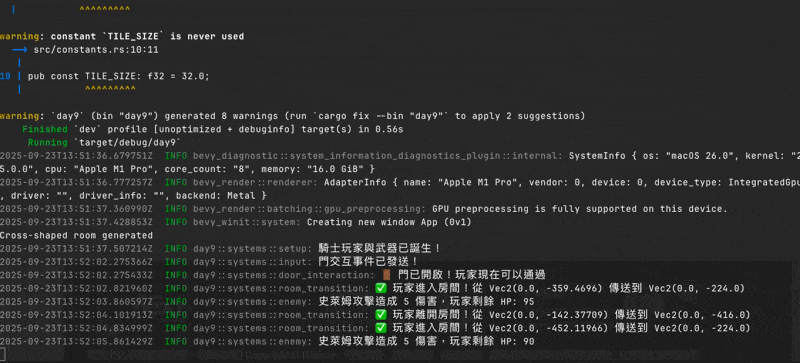 |        ^^^^^^^^^
warning: constant `TILE_SIZE` is never used
--> src/constants.rs:10:11
|
10 | pub const TILE_SIZE: f32 = 32.0;
|           ^^^^^^^^^
warning: `day9` (bin "day9") generated 8 warnings (run `cargo fix --bin "day9"` to apply 2 suggestions)
Finished `dev` profile [unoptimized + debuginfo] target(s) in 0.56s
Running `target/debug/day9`
2025-09-23T13:51:36.679751Z INFO bevy_diagnostic::system_information_diagnostics_plugin::internal: SystemInfo { os: "macOS 26.0", kernel: "2
5.0.0", cpu: "Apple M1 Pro", core_count: "8", memory: "16.0 GiB" }
2025-09-23T13:51:36.777257Z INFO bevy_render::renderer: AdapterInfo { name: "Apple M1 Pro", vendor: 0, device: 0, device_type: IntegratedGpu
, driver: "", driver_info: "", backend: Metal }
2025-09-23T13:51:37.360990Z INFO bevy_render::batching::gpu_preprocessing: GPU preprocessing is fully supported on this device.
2025-09-23T13:51:37.428853Z INFO bevy_winit::system: Creating new window App (0v1)
Cross-shaped room generated
2025-09-23T13:51:37.507214Z INFO day9::systems::setup: 騎士玩家與武器已誕生！
2025-09-23T13:52:02.275366Z INFO day9::systems::input: 門交互事件已發送！
2025-09-23T13:52:02.275433Z INFO day9::systems::door_interaction: 🚪 門已開啟！玩家現在可以通過
2025-09-23T13:52:02.821960Z INFO day9::systems::room_transition: ✅ 玩家進入房間！從 Vec2(0.0, -359.4696) 傳送到 Vec2(0.0, -224.0)
2025-09-23T13:52:03.860597Z INFO day9::systems::enemy: 史萊姆攻擊造成 5 傷害，玩家剩餘 HP: 95
2025-09-23T13:52:04.101913Z INFO day9::systems::room_transition: ✅ 玩家離開房間！從 Vec2(0.0, -142.37709) 傳送到 Vec2(0.0, -416.0)
2025-09-23T13:52:04.834999Z INFO day9::systems::room_transition: ✅ 玩家進入房間！從 Vec2(0.0, -452.11966) 傳送到 Vec2(0.0, -224.0)
2025-09-23T13:52:05.861429Z INFO day9::systems::enemy: 史萊姆攻擊造成 5 傷害，玩家剩餘 HP: 90